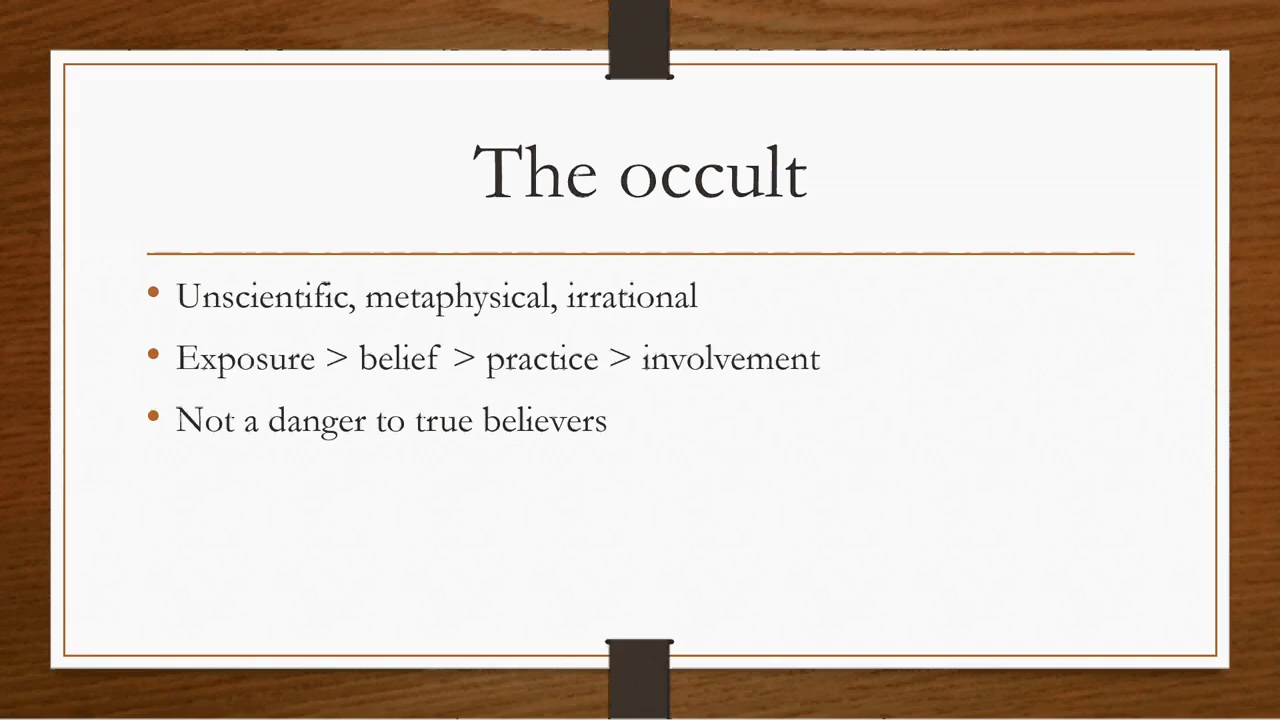 The occult
• Unscientific, metaphysical, irrational
• Exposure > belief > practice > involvement
• Not a danger to true believers